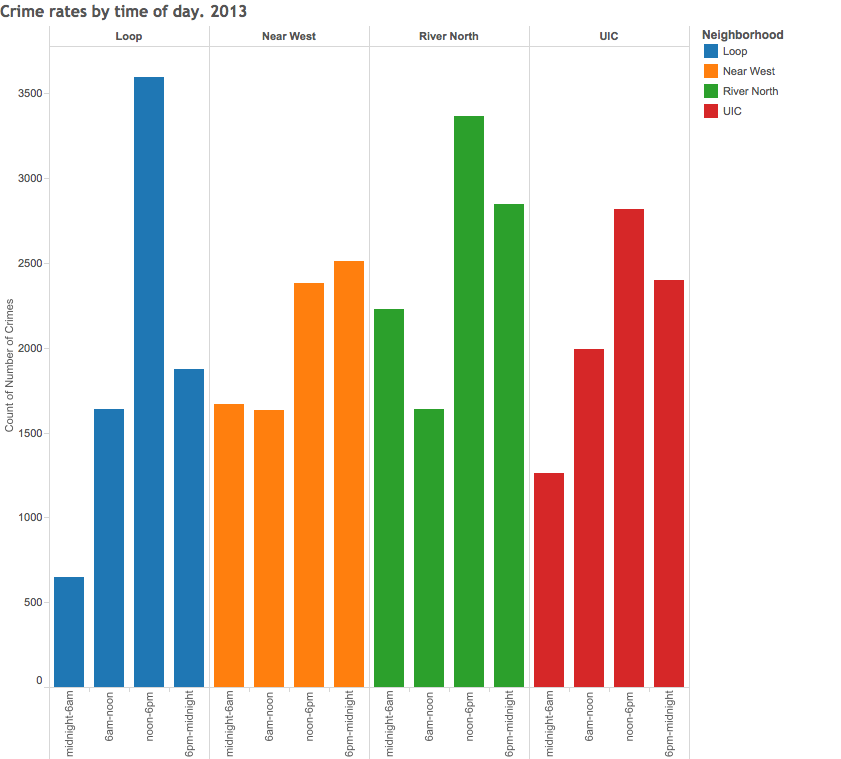 Crime rates by time of day. 2013
Loop Near West River North UIC
Neighborhood
Loop
Near West
River North
UIC
Count of Number of Crimes
3500
3000
2500
2000
1500
1000
500
0
midnight-6am 6am-noon noon-6pm 6pm-midnight midnight-6am 6am-noon noon-6pm 6pm-midnight midnight-6am 6am-noon noon-6pm 6pm-midnight midnight-6am 6am-noon noon-6pm 6pm-midnight